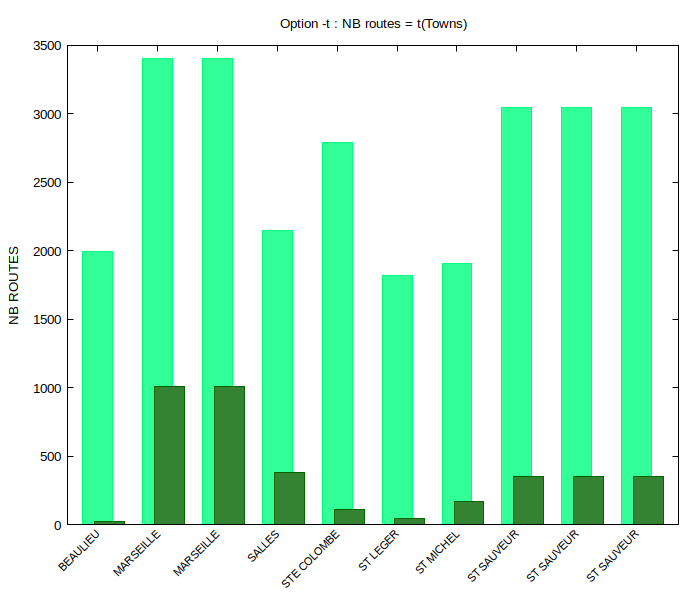 Option -t : NB routes = t(Towns)
NB ROUTES
3500
3000
2500
2000
1500
1000
500
0
BEAULIEU
MARSEILLE
MARSEILLE
SALLES
STE COLOMBE
ST LEGER
ST MICHEL
ST SAUVEUR
ST SAUVEUR
ST SAUVEUR